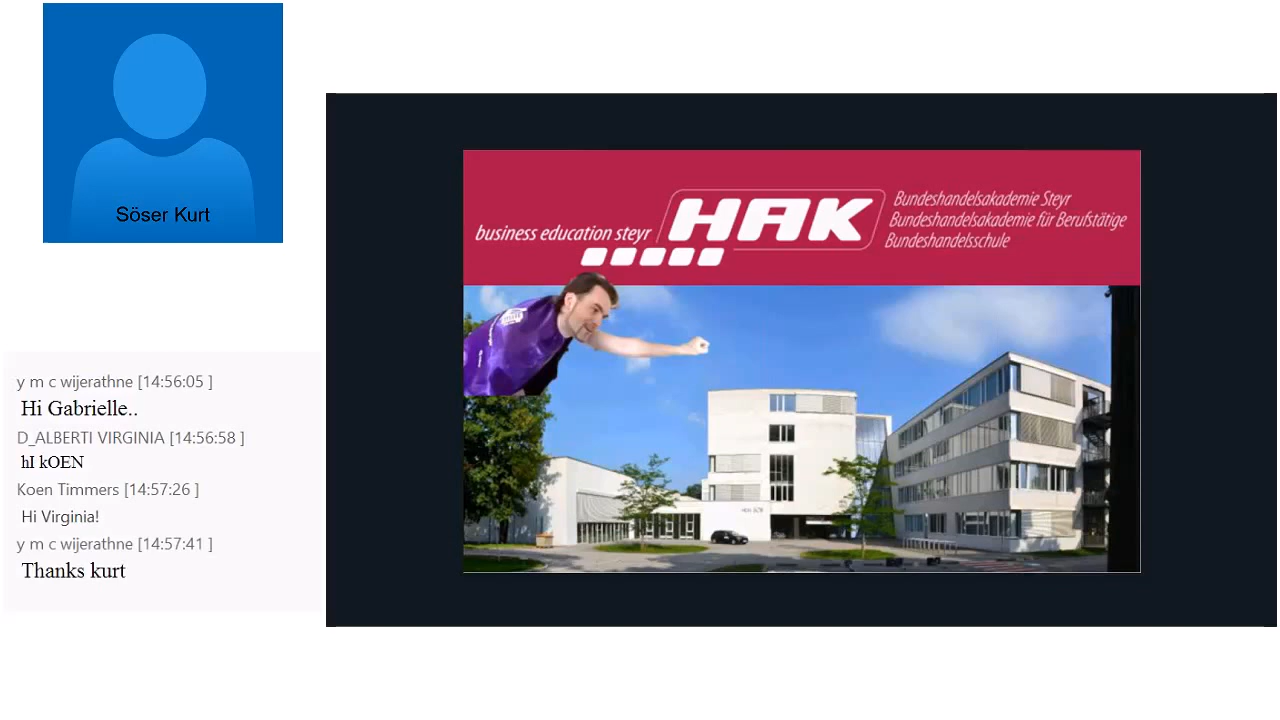 Söser Kurt
y m c wijerathne [14:56:05 ]
Hi Gabrielle..
D_ALBERTI VIRGINIA [14:56:58 ]
hI kOEN
Koen Timmers [14:57:26 ]
Hi Virginia!
y m c wijerathne [14:57:41 ]
Thanks kurt
business education steyr
HAK
Bundeshandelsakademie Steyr
Bundeshandelsakademie für Berufstätige
Bundeshandelsschule